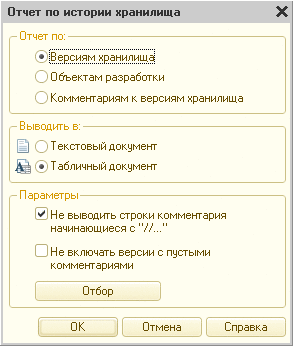 Отчет по истории хранилища
Отчет по:
Версиям хранилища
Объектам разработки
Комментариям к версиям хранилища
Выводить в:
Текстовый документ
Табличный документ
Параметры
Не выводить строки комментария
начинающиеся с "//..."
Не включать версии с пустыми
комментариями
Отбор
OK
Отмена
Справка